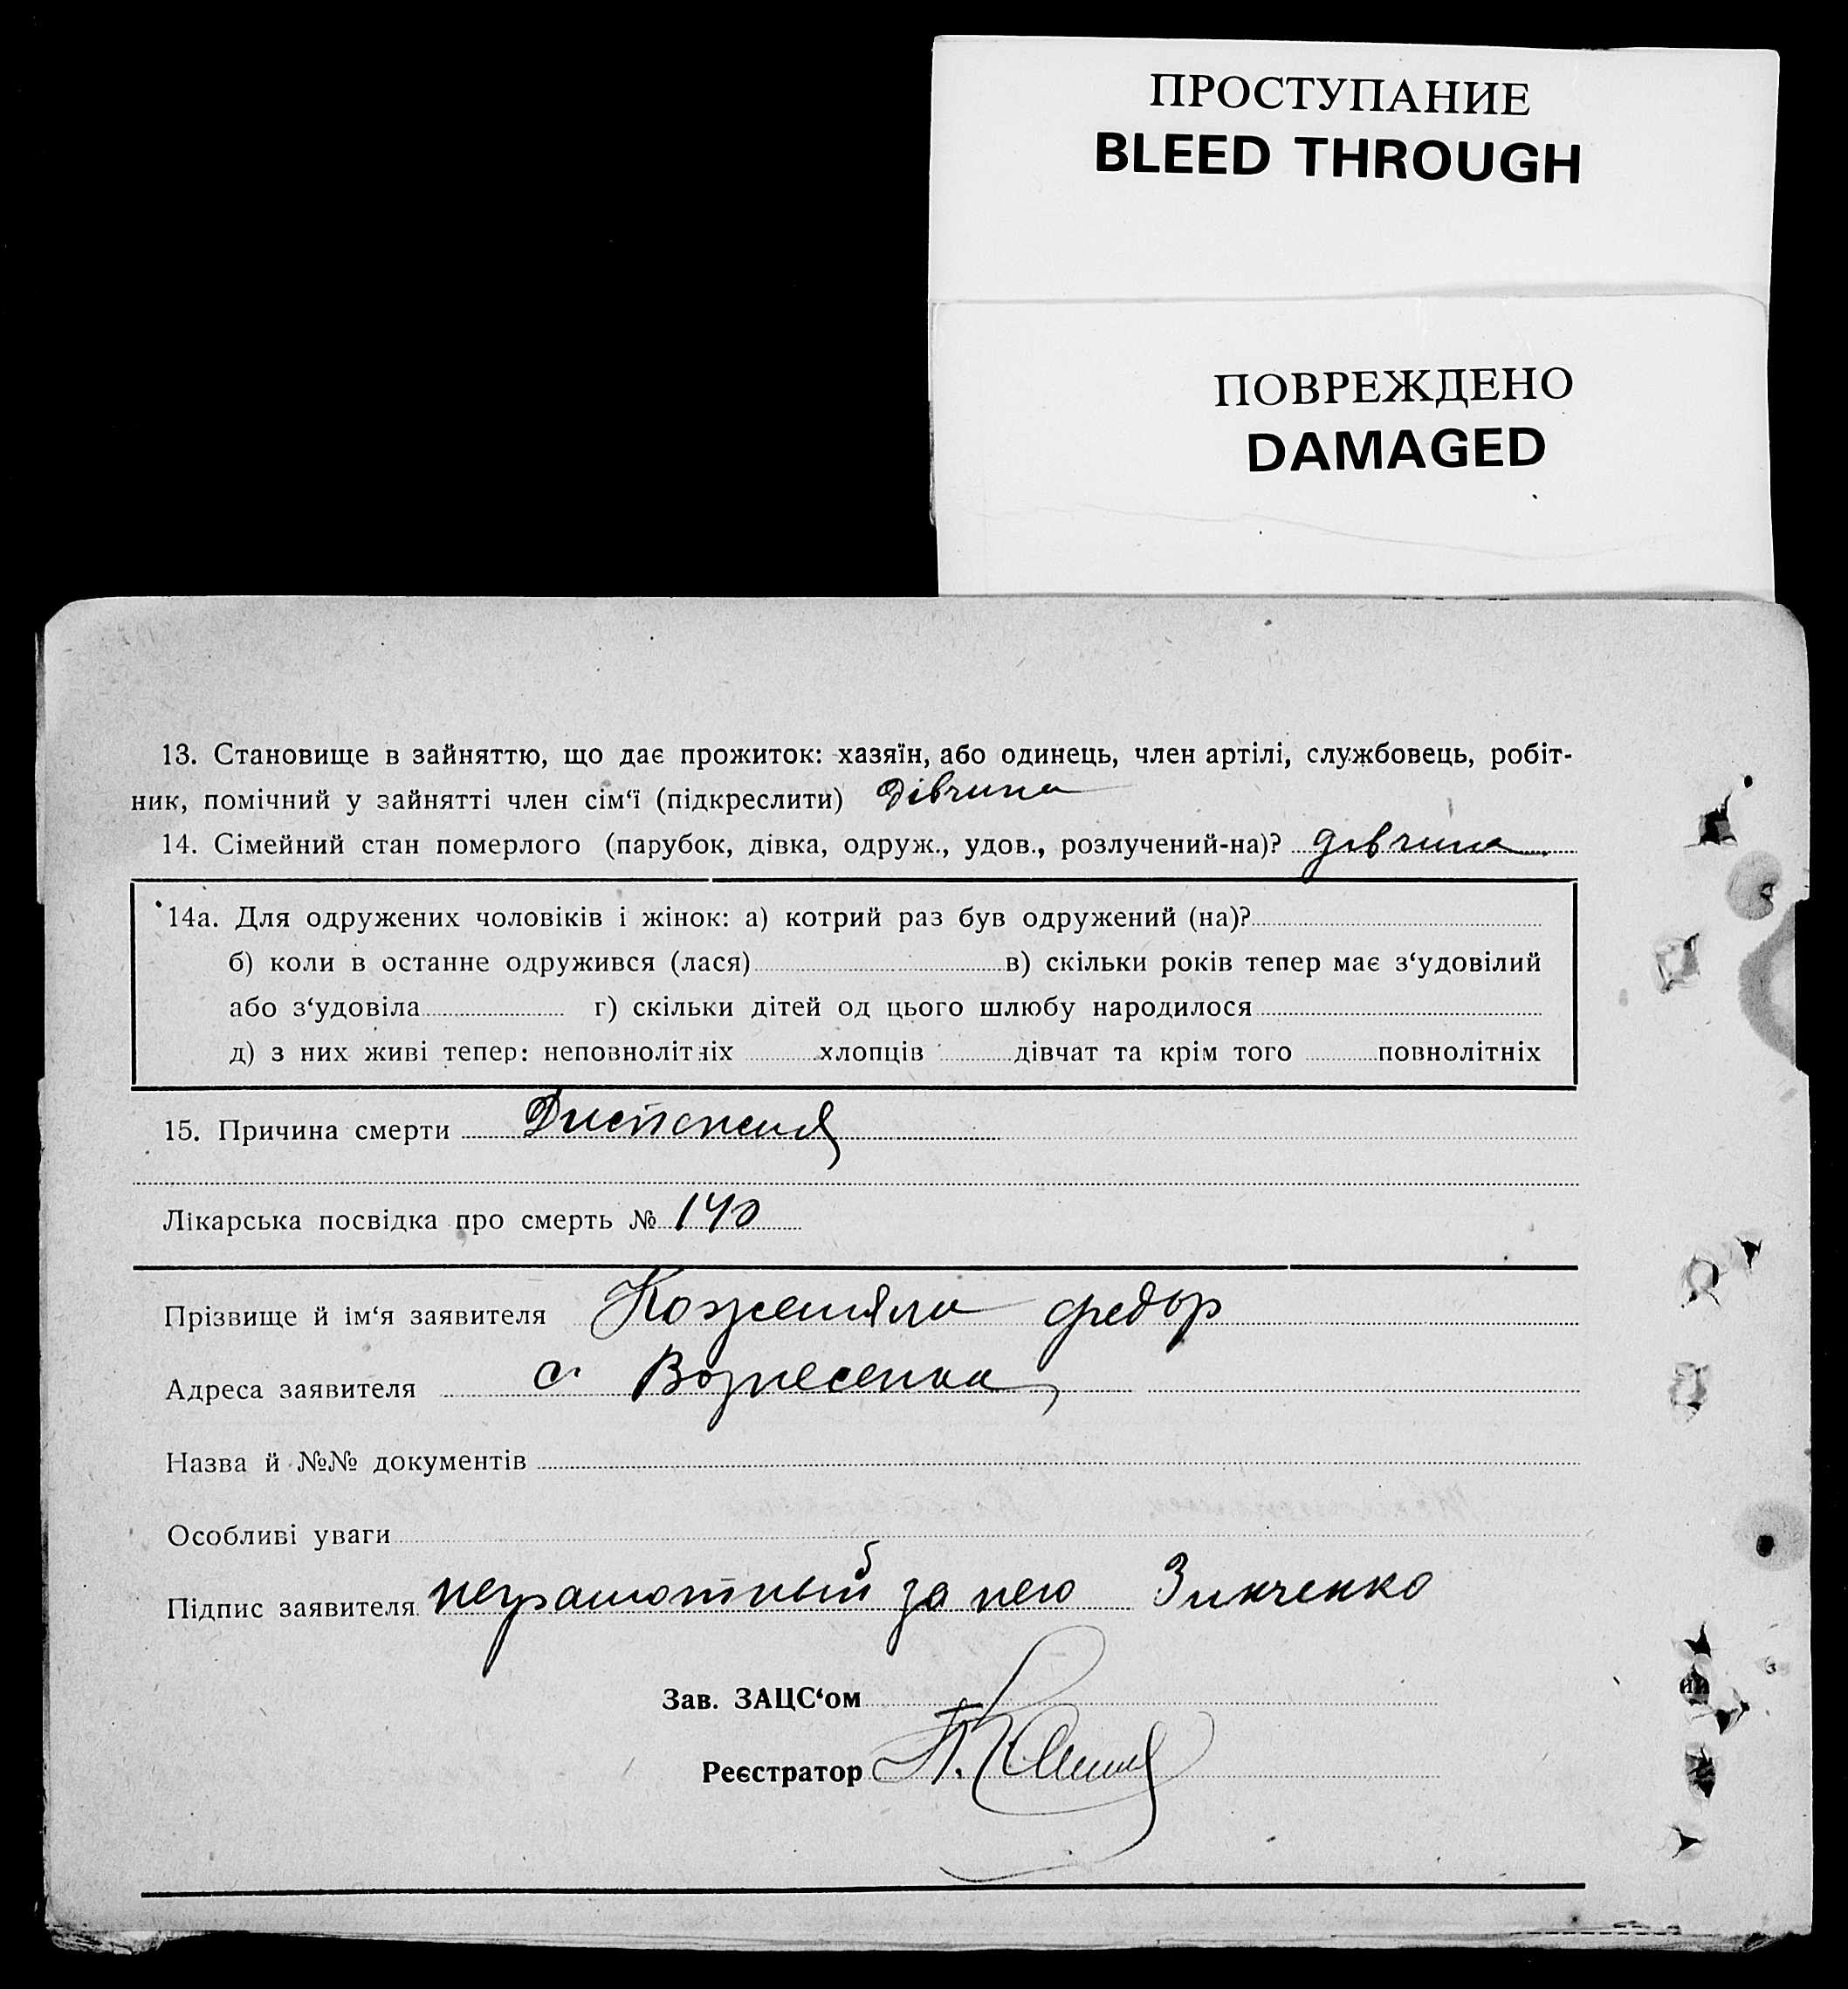 ПРОСТУПАНИЕ
BLEED THROUGH
ПОВРЕЖДЕНО
DAMAGED
13. Становище в зайняттю, що дає прожиток: хазяїн, або одинець, член артілі, службовець, робіт-
ник, помічний у зайнятті член сім‘ї (підкреслити) дівчина
14. Сімейний стан померлого (парубок, дівка, одруж., удов., розлучений-на)? дівчина
14а. Для одружених чоловіків і жінок: а) котрий раз був одружений (на)?
б) коли в останне одружився (лася) в) скільки років тепер має з‘удовілий
або з‘удовіла г) скільки дітей од цього шлюбу народилося
д) з них живі тепер: неповнолітніх хлопців дівчат та крім того повнолітніх
15. Причина смерти
Лікарська посвідка про смерть № 140
Прізвище й ім‘я заявителя Кожемяка федор
Адреса заявителя с. Вознесенка
Назва й №№ документів
Особливі уваги
Підпис заявителя неграмотный за него Зинченко
Зав. ЗАЦС‘ом
Реєстратор